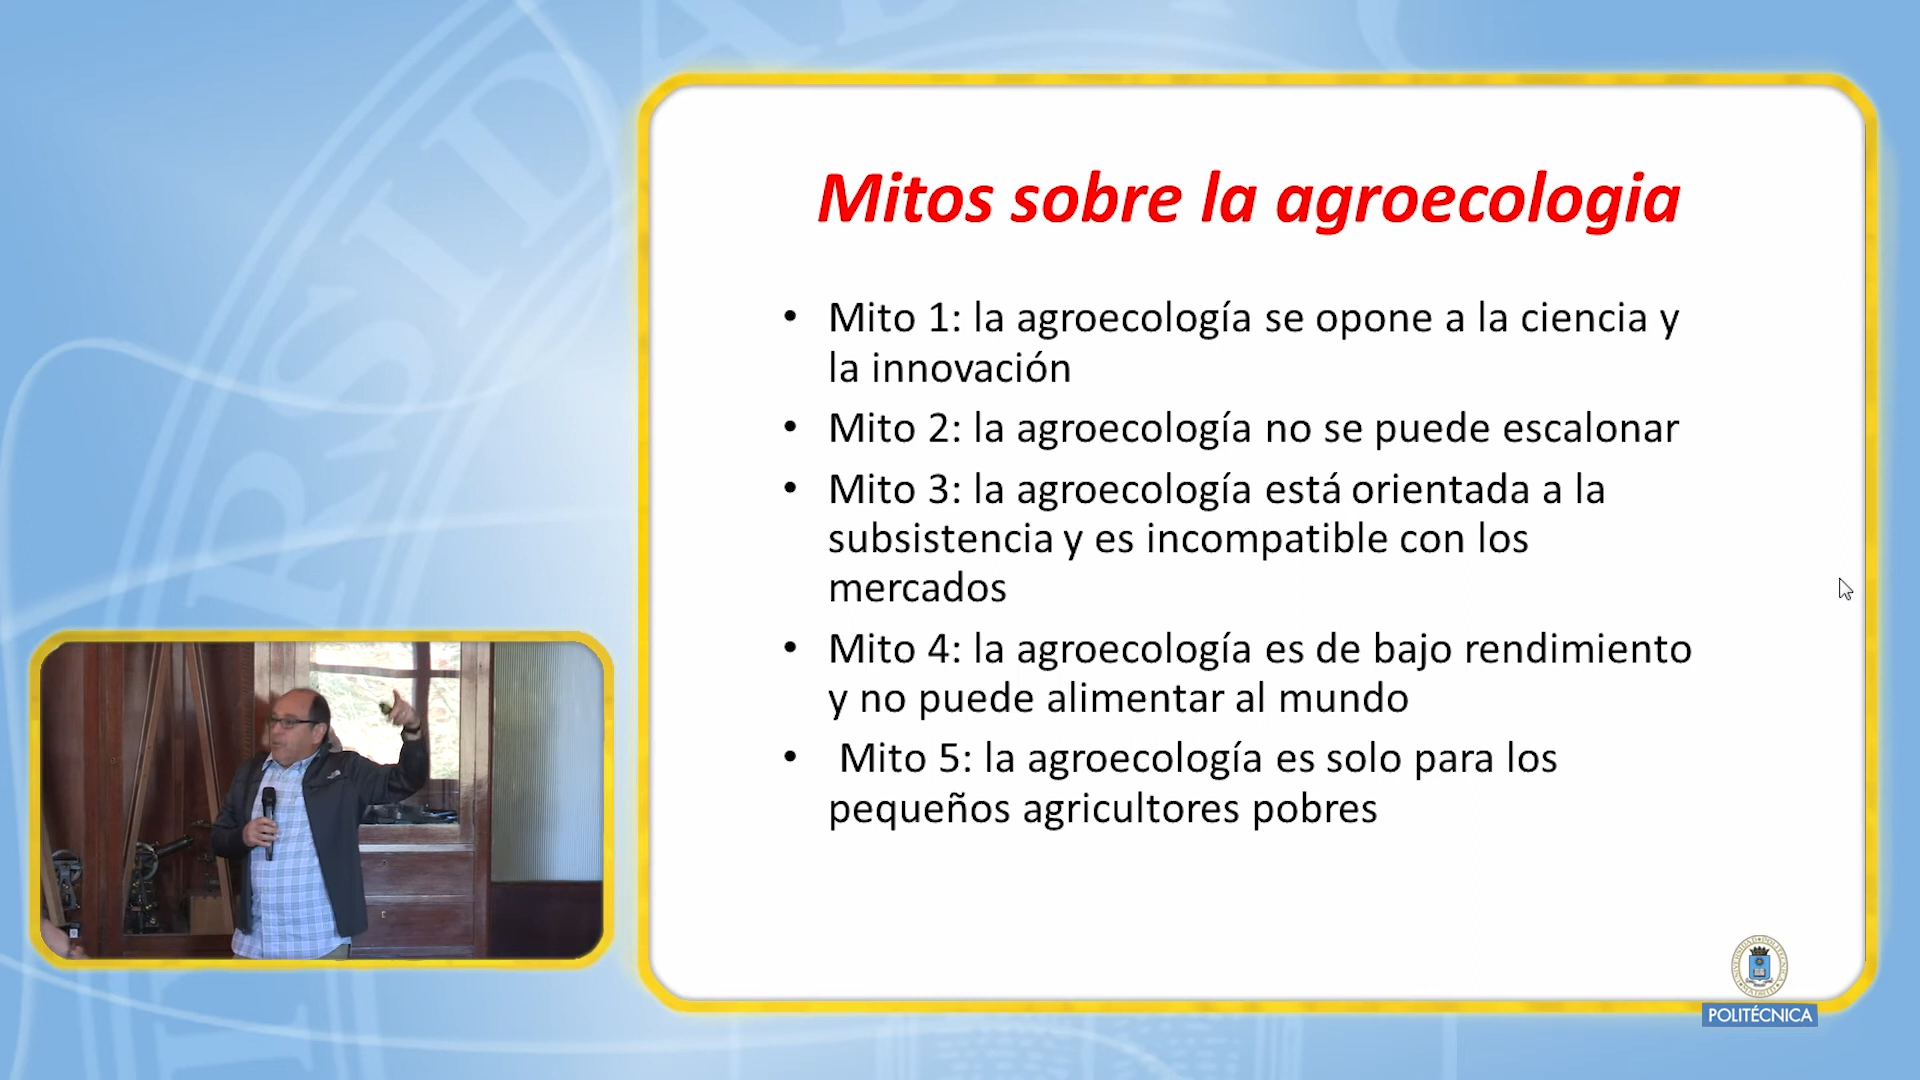 Mitos sobre la agroecologia
• Mito 1: la agroecología se opone a la ciencia y
la innovación
• Mito 2: la agroecología no se puede escalonar
• Mito 3: la agroecología está orientada a la
subsistencia y es incompatible con los
mercados
• Mito 4: la agroecología es de bajo rendimiento
y no puede alimentar al mundo
• Mito 5: la agroecología es solo para los
pequeños agricultores pobres
POLITÉCNICA